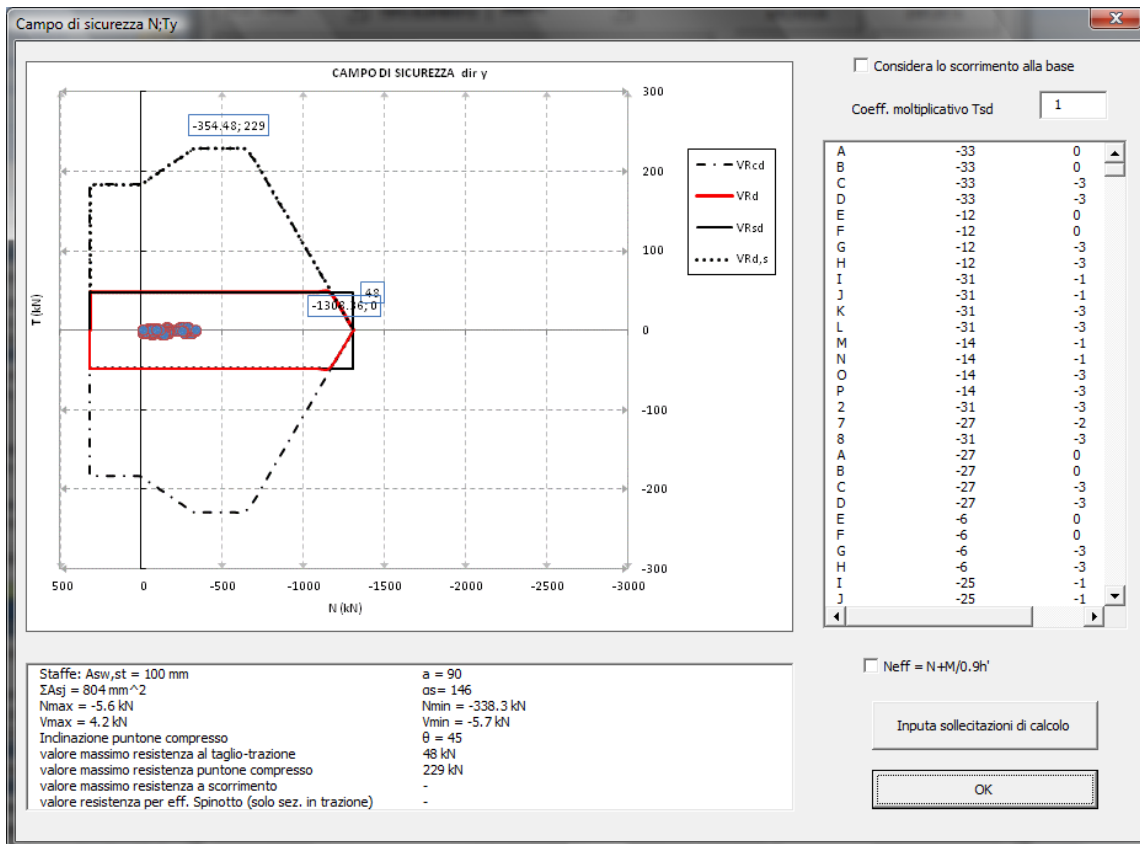 Campo di sicurezza N;Ty
CAMPO DI SICUREZZA dir y
-354.48; 229
48
-1308.36; 0
T (kN)
300
200
100
0
-100
-200
-300
500 0 -500 -1000 -1500 -2000 -2500 -3000
N (kN)
VRcd
VRd
VRsd
VRd,s
Considera lo scorrimento alla base
Coeff. moltiplicativo Tsd 1
A -33 0
B -33 0
C -33 -3
D -33 -3
E -12 0
F -12 0
G -12 -3
H -12 -3
I -31 -1
J -31 -1
K -31 -3
L -31 -3
M -14 -1
N -14 -1
O -14 -3
P -14 -3
2 -31 -3
7 -27 -2
8 -31 -3
A -27 0
B -27 0
C -27 -3
D -27 -3
E -6 0
F -6 0
G -6 -3
H -6 -3
I -25 -1
J -25 -1
Staffe: Asw,st = 100 mm a = 90
ΣAsj = 804 mm^2 αs= 146
Nmax = -5.6 kN Nmin = -338.3 kN
Vmax = 4.2 kN Vmin = -5.7 kN
Inclinazione puntone compresso θ = 45
valore massimo resistenza al taglio-trazione 48 kN
valore massimo resistenza puntone compresso 229 kN
valore massimo resistenza a scorrimento -
valore resistenza per eff. Spinotto (solo sez. in trazione) -
Neff = N+M/0.9h'
Inputa sollecitazioni di calcolo
OK